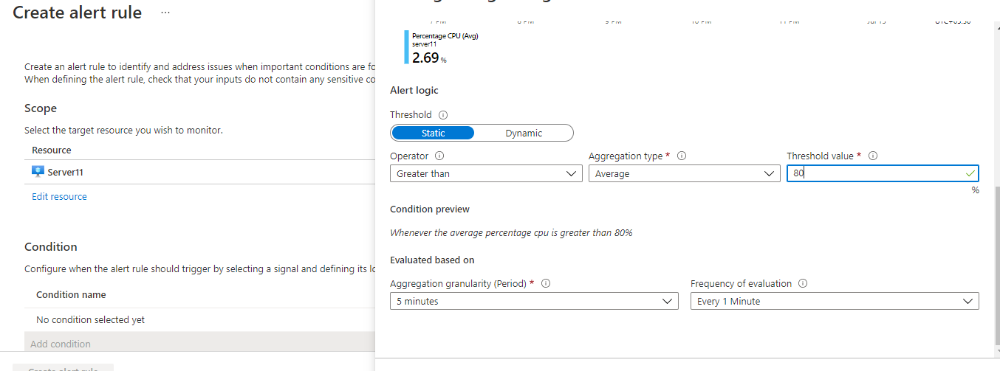 Create alert rule ...
Create an alert rule to identify and address issues when important conditions are fo
When defining the alert rule, check that your inputs do not contain any sensitive co
Scope
Select the target resource you wish to monitor.
Resource
Server11
Edit resource
Condition
Configure when the alert rule should trigger by selecting a signal and defining its lo
Condition name
No condition selected yet
Add condition
Create alert rule
7 PM 8 PM 9 PM 10 PM 11 PM Jul 15 UTC+05:30
Percentage CPU (Avg)
server11
2.69 %
Alert logic
Threshold
Static Dynamic
Operator Aggregation type * Threshold value *
Greater than Average 80
%
Condition preview
Whenever the average percentage cpu is greater than 80%
Evaluated based on
Aggregation granularity (Period) * Frequency of evaluation
5 minutes Every 1 Minute